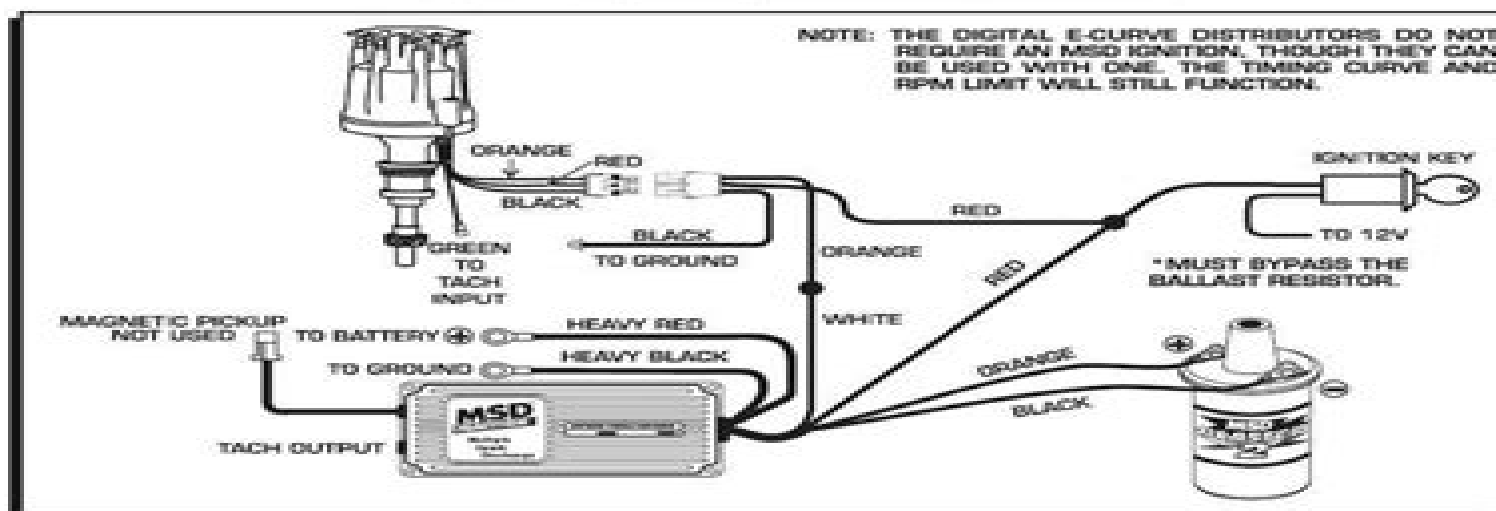 NOTE: THE DIGITAL E-CURVE DISTRIBUTORS DO NOT
REQUIRE AN MSD IGNITION, THOUGH THEY CAN
BE USED WITH ONE. THE TIMING CURVE AND
RPM LIMIT WILL STILL FUNCTION.
ORANGE
RED
BLACK
IGNITION KEY
RED
BLACK
TO GROUND
ORANGE
TO 12V
GREEN
TO
TACH
INPUT
RED
*MUST BYPASS THE
BALLAST RESISTOR.
MAGNETIC PICKUP
NOT USED
TO BATTERY +
HEAVY RED
WHITE
TO GROUND
HEAVY BLACK
ORANGE
+
BLACK
-
MSD
TACH OUTPUT